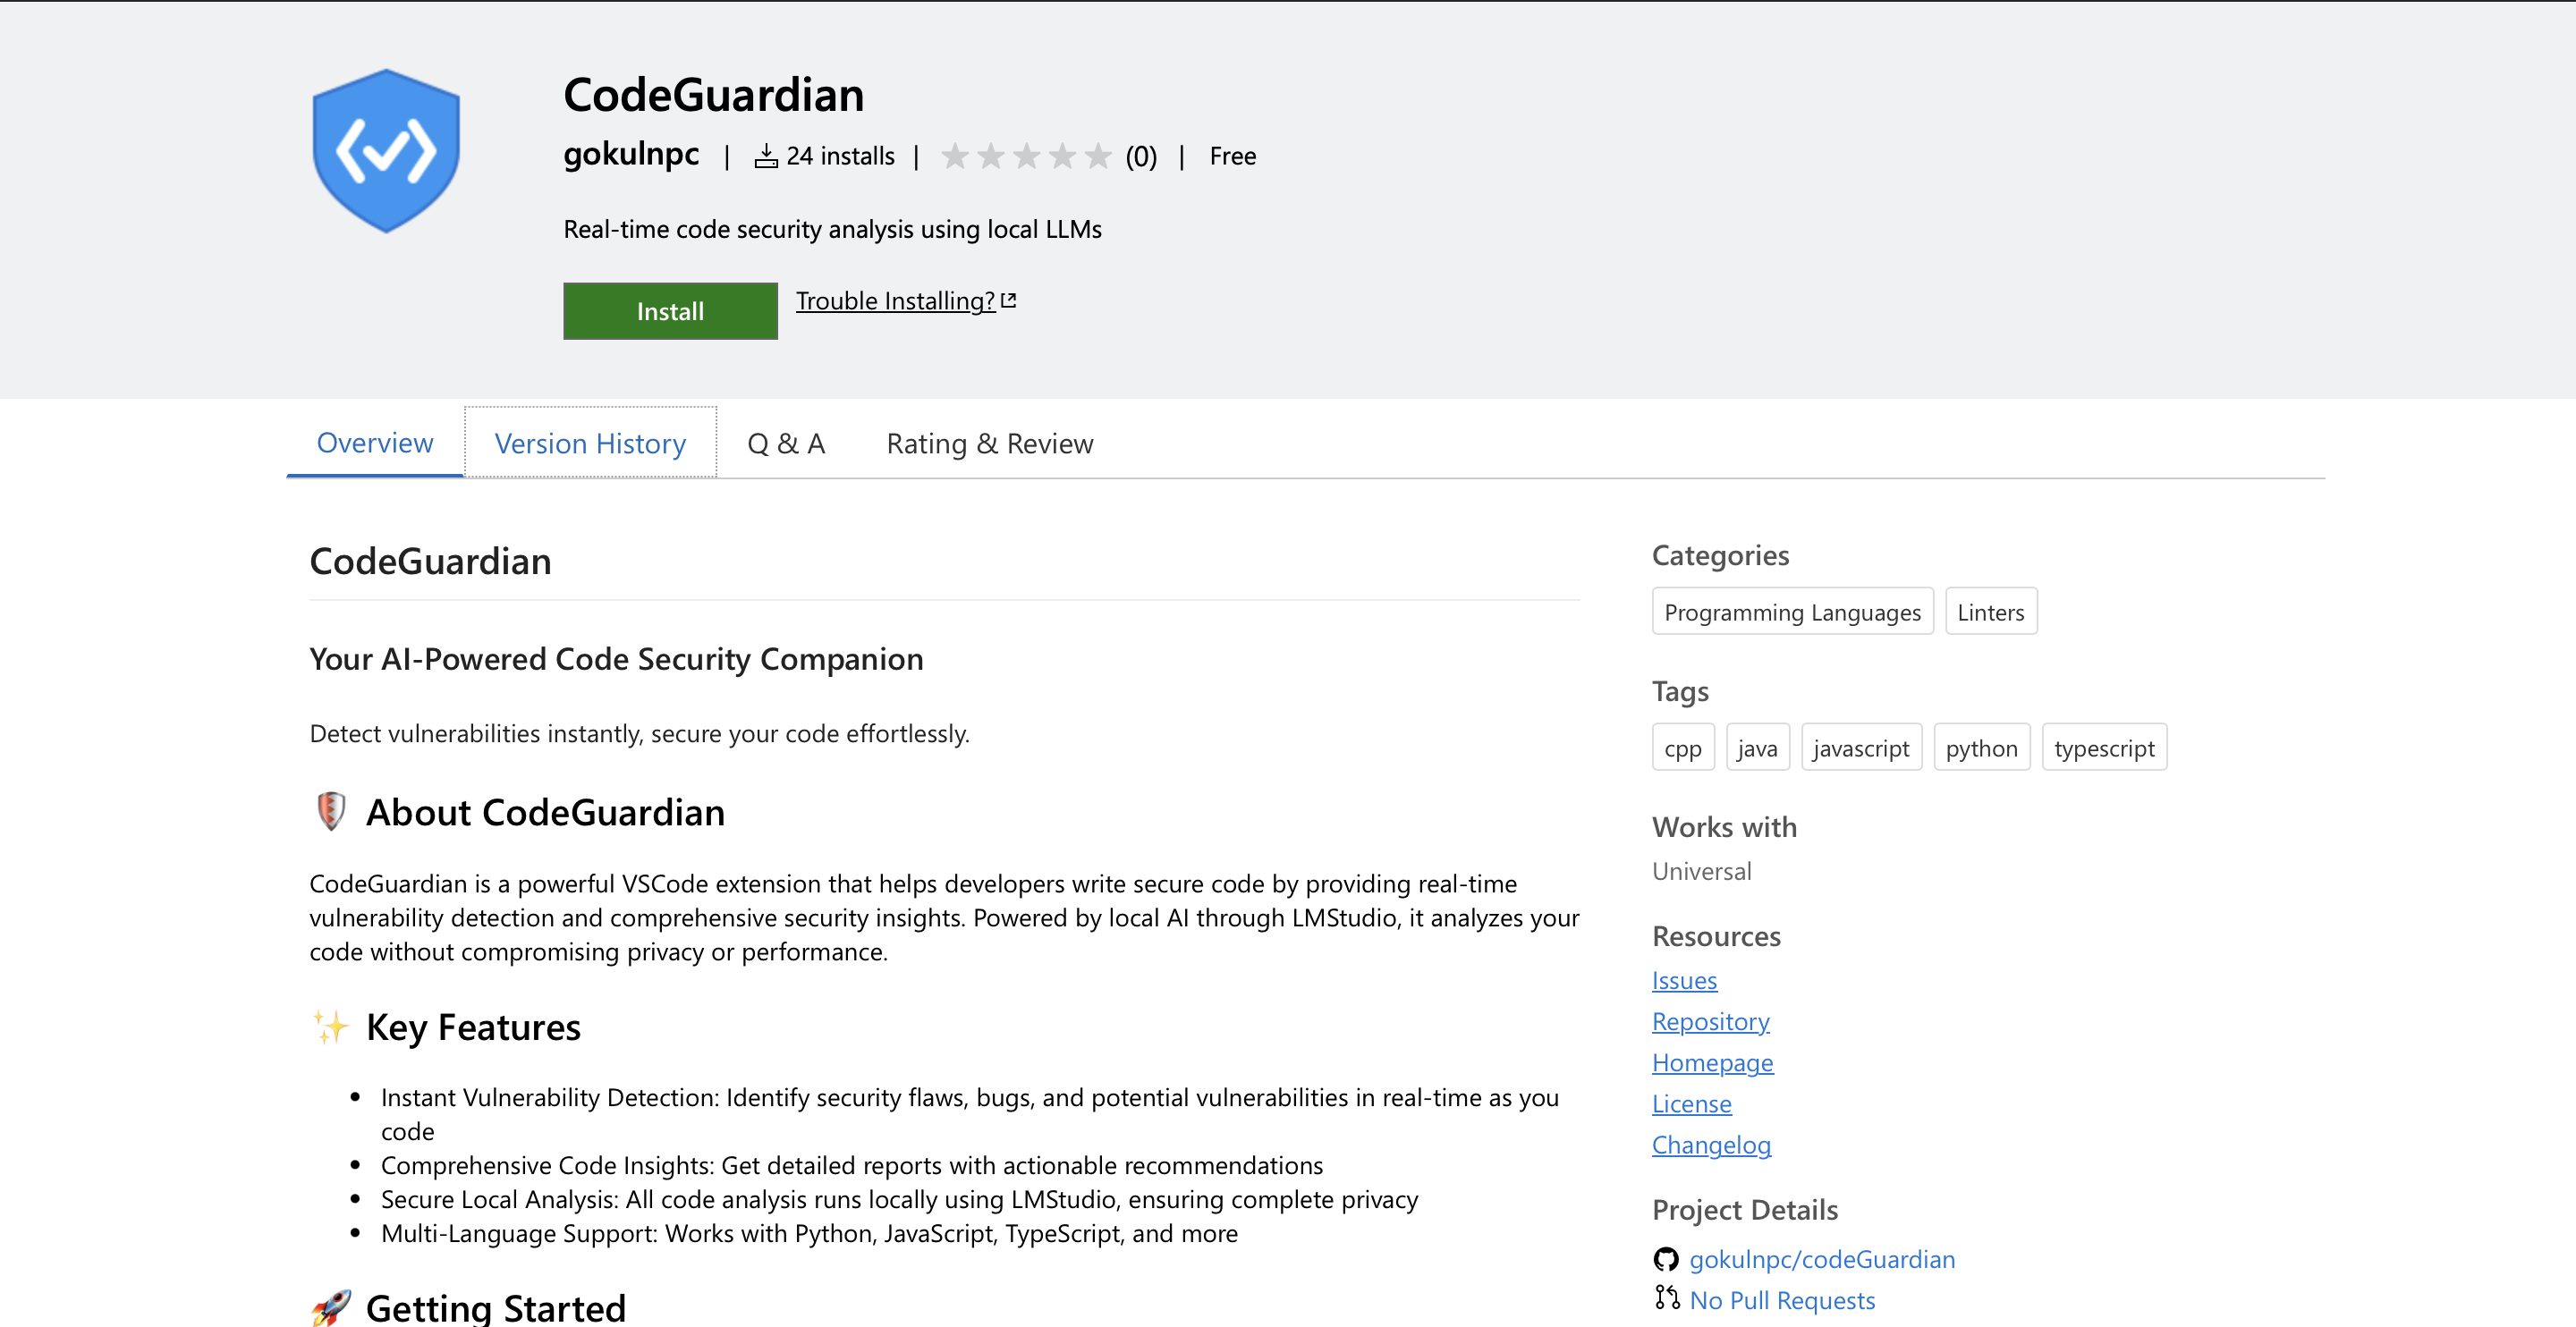 CodeGuardian
gokulnpc | 24 installs | (0) | Free
Real-time code security analysis using local LLMs
Install Trouble Installing?
Overview Version History Q & A Rating & Review
CodeGuardian
Your AI-Powered Code Security Companion
Detect vulnerabilities instantly, secure your code effortlessly.
About CodeGuardian
CodeGuardian is a powerful VSCode extension that helps developers write secure code by providing real-time
vulnerability detection and comprehensive security insights. Powered by local AI through LMStudio, it analyzes your
code without compromising privacy or performance.
✨ Key Features
• Instant Vulnerability Detection: Identify security flaws, bugs, and potential vulnerabilities in real-time as you
code
• Comprehensive Code Insights: Get detailed reports with actionable recommendations
• Secure Local Analysis: All code analysis runs locally using LMStudio, ensuring complete privacy
• Multi-Language Support: Works with Python, JavaScript, TypeScript, and more
🚀 Getting Started
Categories
Programming Languages Linters
Tags
cpp java javascript python typescript
Works with
Universal
Resources
Issues
Repository
Homepage
License
Changelog
Project Details
gokulnpc/codeGuardian
No Pull Requests